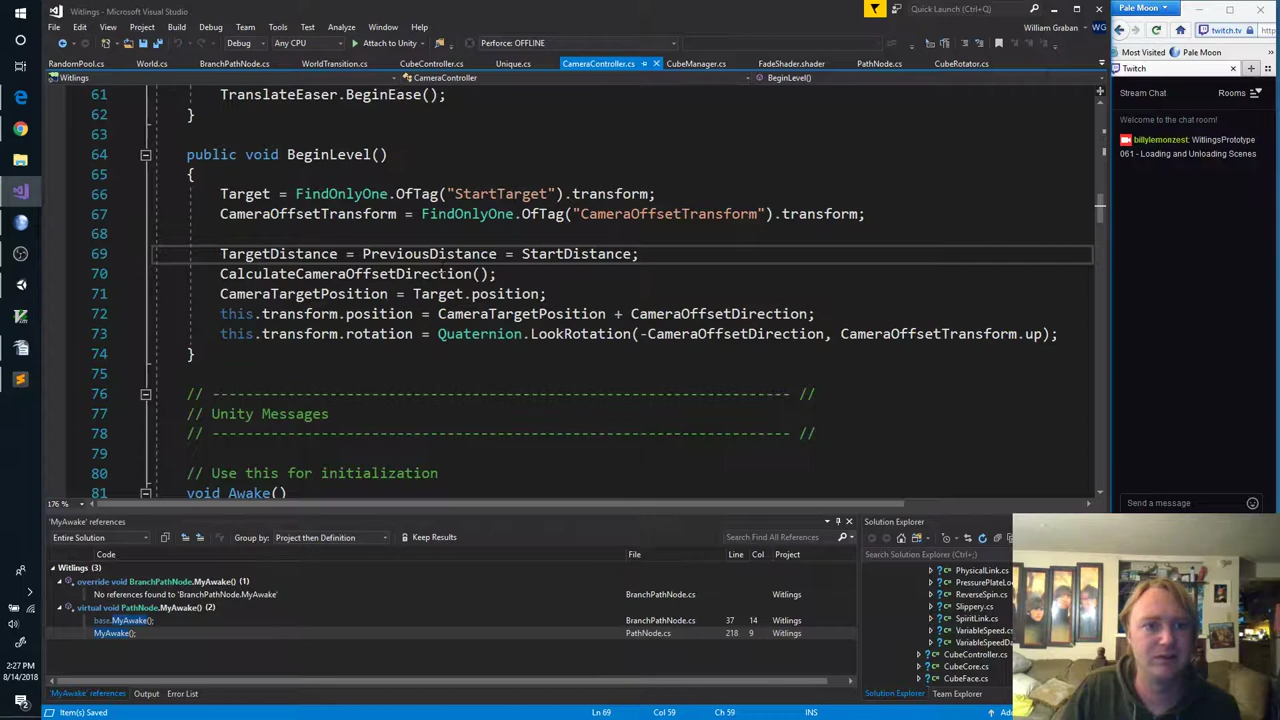 Witlings - Microsoft Visual Studio
Quick Launch (Ctrl+Q)
File Edit View Project Build Debug Team Tools Test Analyze Window Help
William Graban WG
Debug Any CPU Attach to Unity Perforce: OFFLINE
RandomPool.cs World.cs BranchPathNode.cs WorldTransition.cs CubeController.cs Unique.cs CameraController.cs CubeManager.cs FadeShader.shader PathNode.cs CubeRotator.cs
Witlings CameraController BeginLevel()
61 TranslateEaser.BeginEase();
62 }
63
64 public void BeginLevel()
65 {
66 Target = FindOnlyOne.OfTag("StartTarget").transform;
67 CameraOffsetTransform = FindOnlyOne.OfTag("CameraOffsetTransform").transform;
68
69 TargetDistance = PreviousDistance = StartDistance;
70 CalculateCameraOffsetDirection();
71 CameraTargetPosition = Target.position;
72 this.transform.position = CameraTargetPosition + CameraOffsetDirection;
73 this.transform.rotation = Quaternion.LookRotation(-CameraOffsetDirection, CameraOffsetTransform.up);
74 }
75
76 // ---------------------------------------------------------------------- //
77 // Unity Messages
78 // ---------------------------------------------------------------------- //
79
80 // Use this for initialization
81 void Awake()
176 %
'MyAwake' references
Entire Solution Group by: Project then Definition Keep Results Search Find All References
Code File Line Col Project
Witlings (3)
override void BranchPathNode.MyAwake() (1)
No references found to 'BranchPathNode.MyAwake' BranchPathNode.cs Witlings
virtual void PathNode.MyAwake() (2)
base.MyAwake(); BranchPathNode.cs 37 14 Witlings
MyAwake(); PathNode.cs 218 9 Witlings
'MyAwake' references Output Error List
Solution Explorer
Search Solution Explorer (Ctrl+;)
PhysicalLink.cs
ReverseSpin.cs
Slippery.cs
SpiritLink.cs
CubeController.cs
CubeCore.cs
CubeFace.cs
Solution Explorer Team Explorer
Item(s) Saved Ln 69 Col 59 Ch 59 INS
2:27 PM
8/14/2018
2
Pale Moon
twitch.tv
Most Visited Pale Moon
Twitch
Stream Chat Rooms
Welcome to the chat room!
billylemonzest: WitlingsPrototype
061 - Loading and Unloading Scenes
Send a message